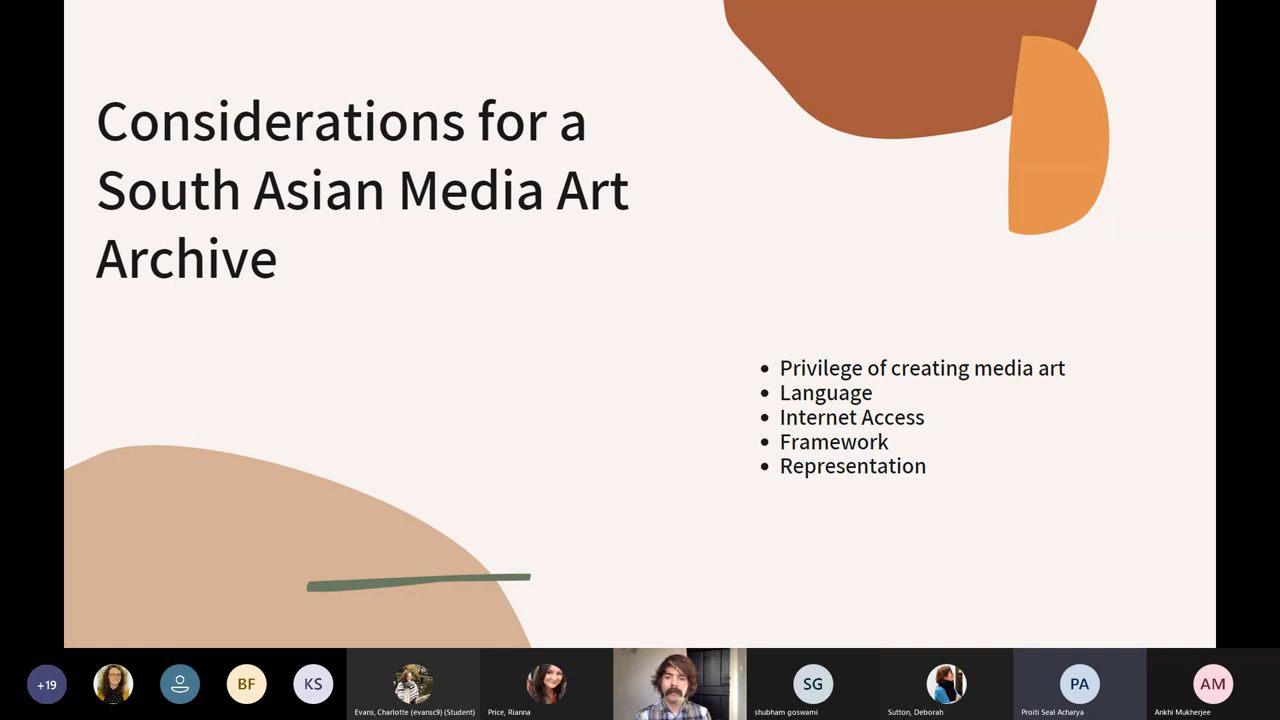 Considerations for a
South Asian Media Art
Archive
• Privilege of creating media art
• Language
• Internet Access
• Framework
• Representation
+19
BF
KS
Evans, Charlotte (evansc9) (Student)
Price, Rianna
SG
shubham goswami
Sutton, Deborah
PA
Proiti Seal Acharya
AM
Ankhi Mukherjee